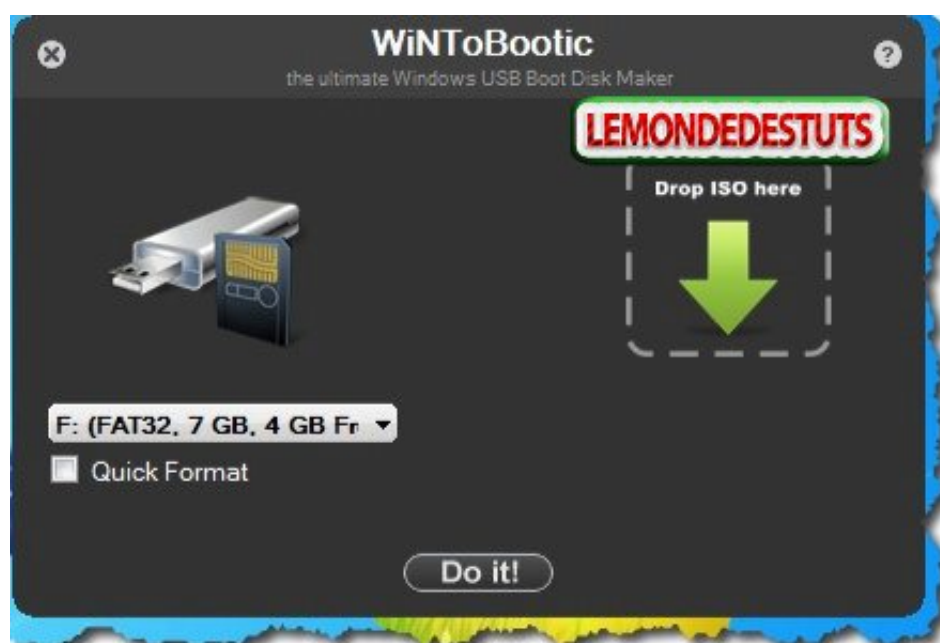 WiNToBootic
the ultimate Windows USB Boot Disk Maker
LEMONDEDESTUTS
Drop ISO here
F: (FAT32, 7 GB, 4 GB
Quick Format
Do it!